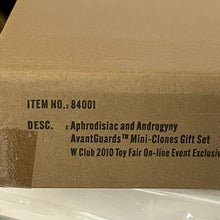 ITEM NO.: 84001
DESC. : Aphrodisiac and Androgyny
AvantGuards™ Mini-Clones Gift Set
W Club 2010 Toy Fair On-line Event Exclusive